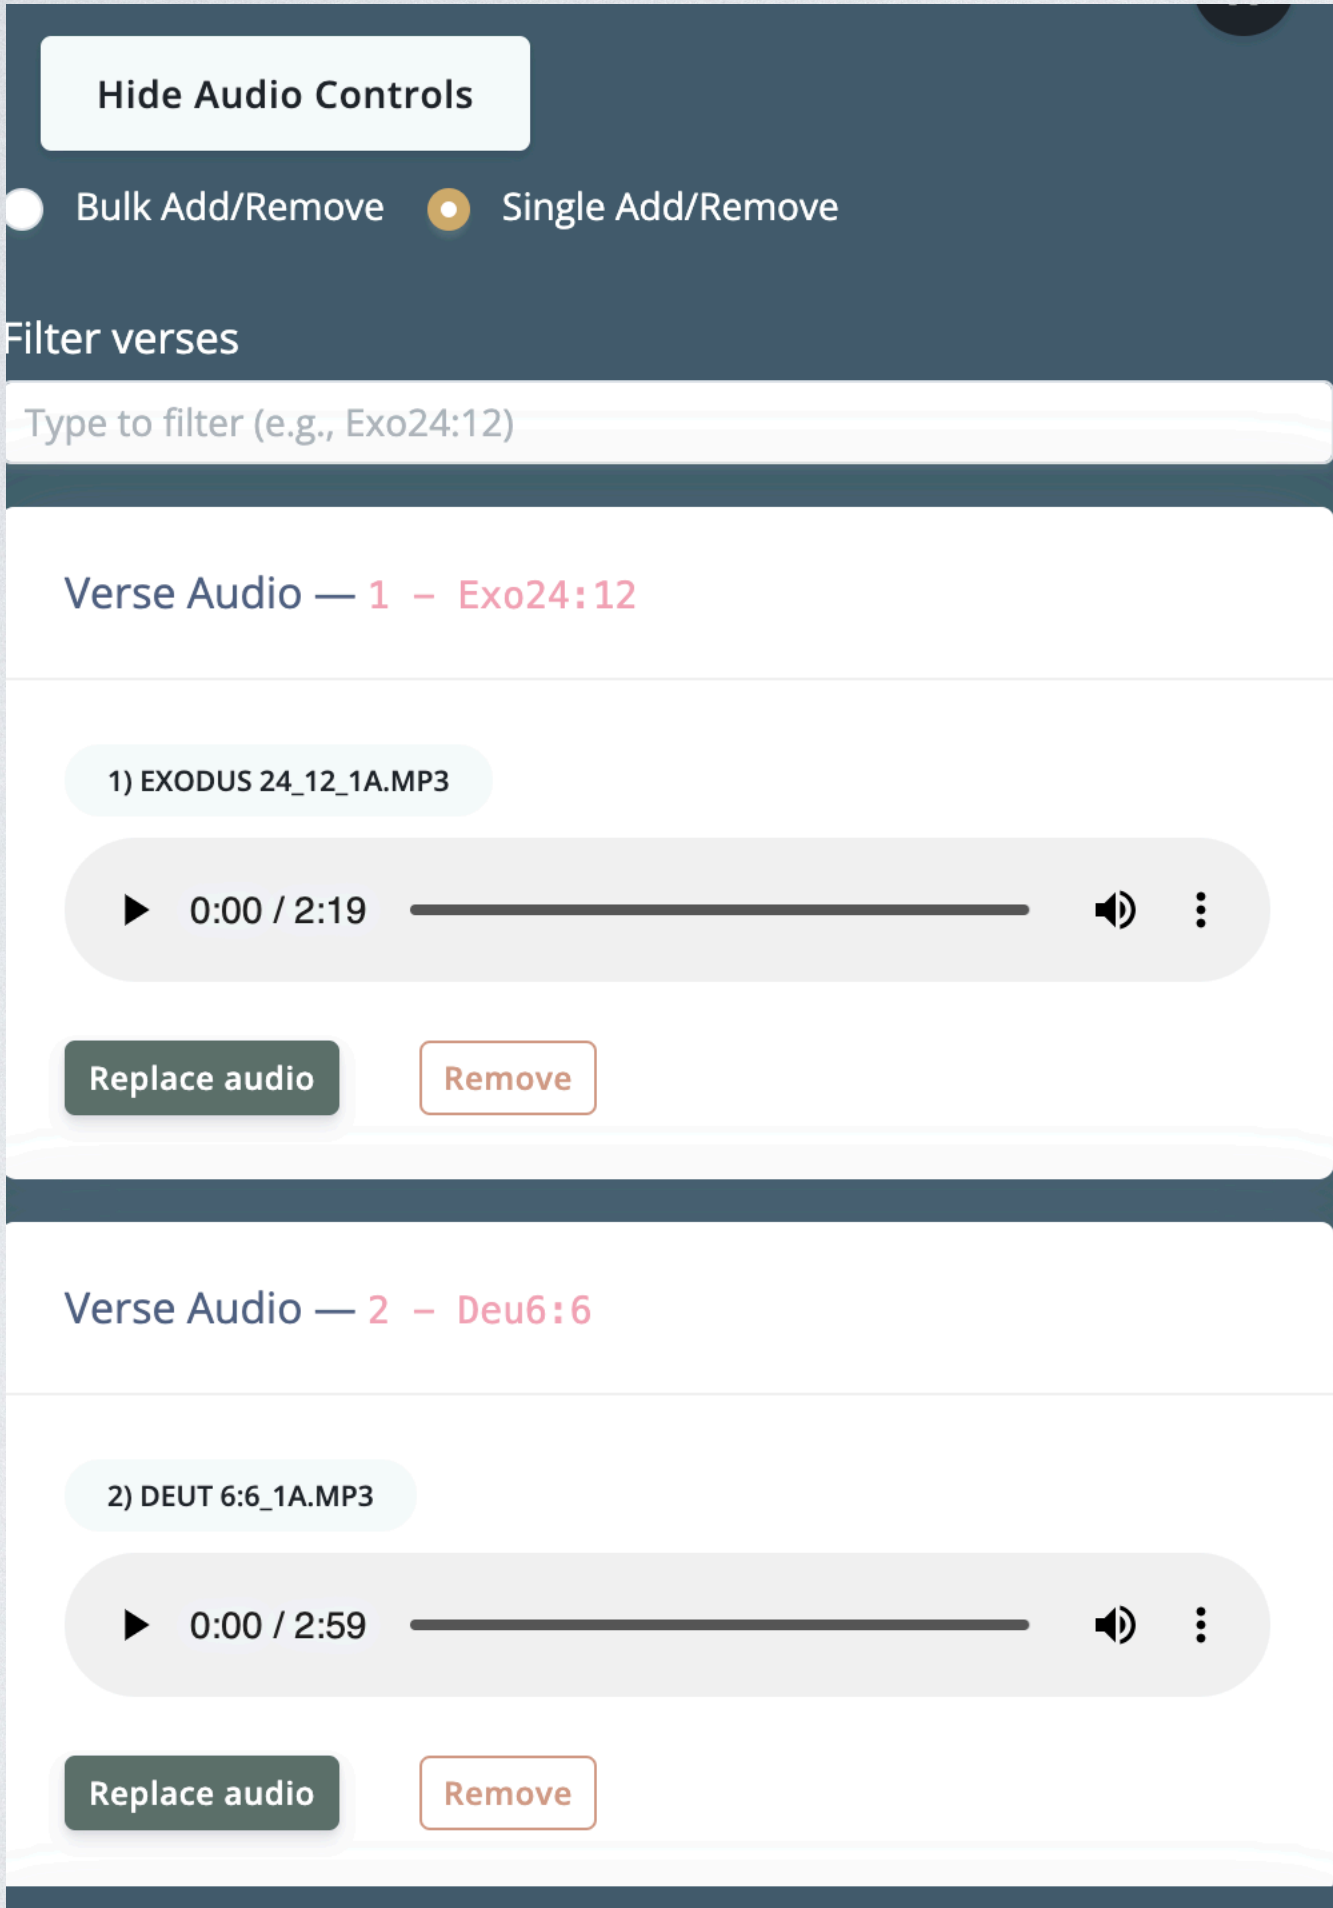 Hide Audio Controls
Bulk Add/Remove Single Add/Remove
Filter verses
Type to filter (e.g., Exo24:12)
Verse Audio — 1 – Exo24:12
1) EXODUS 24_12_1A.MP3
0:00 / 2:19
Replace audio Remove
Verse Audio — 2 – Deu6:6
2) DEUT 6:6_1A.MP3
0:00 / 2:59
Replace audio Remove